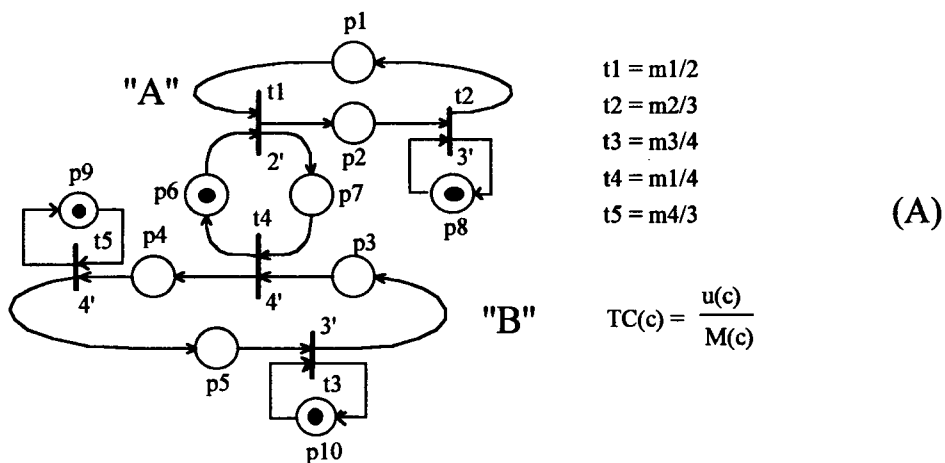 p1
"A"
t1
t2
p2
2'
3'
p9
p6
p7
p8
t5
p4
t4
p3
4'
4'
"B"
3'
p5
t3
p10
t1 = m1/2
t2 = m2/3
t3 = m3/4
t4 = m1/4
t5 = m4/3
(A)
TC(c) = u(c)
M(c)